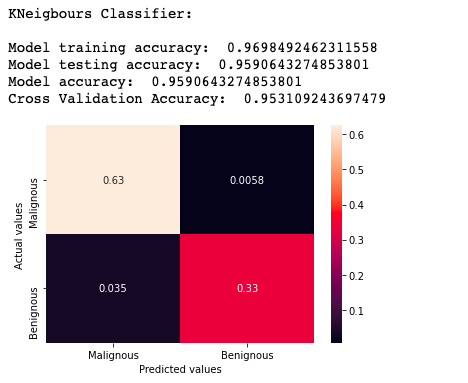 KNeigbours Classifier:
Model training accuracy:  0.9698492462311558
Model testing accuracy:  0.9590643274853801
Model accuracy:  0.9590643274853801
Cross Validation Accuracy:  0.953109243697479
0.63
0.0058
0.035
0.33
Actual values
Malignous
Benignous
Malignous
Benignous
Predicted values
0.6
0.5
0.4
0.3
0.2
0.1